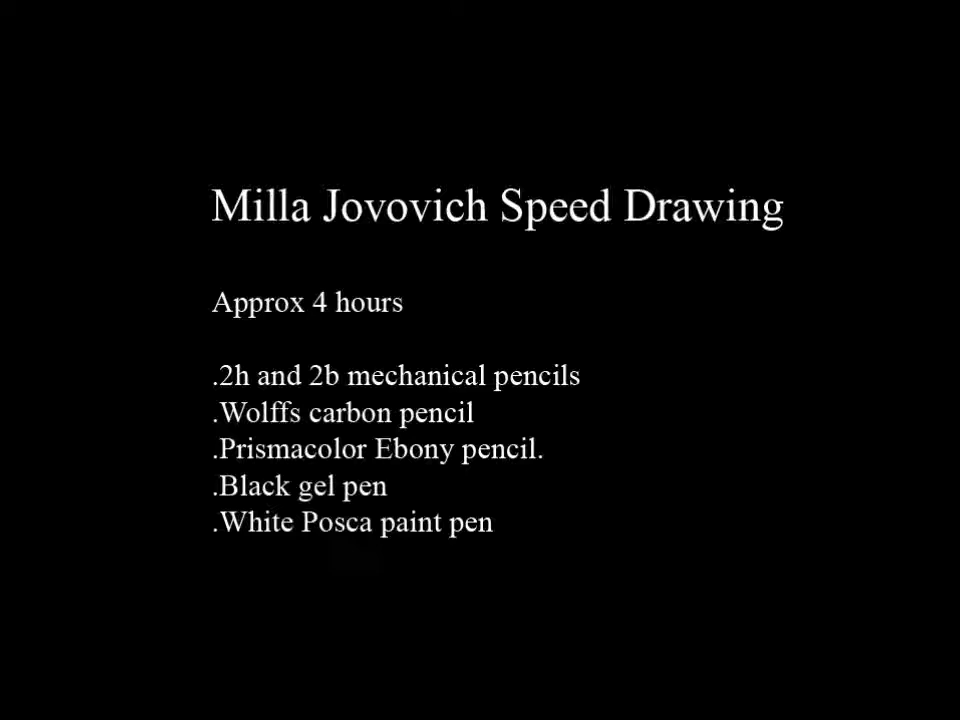 Milla Jovovich Speed Drawing
Approx 4 hours
.2h and 2b mechanical pencils
.Wolffs carbon pencil
.Prismacolor Ebony pencil.
.Black gel pen
.White Posca paint pen